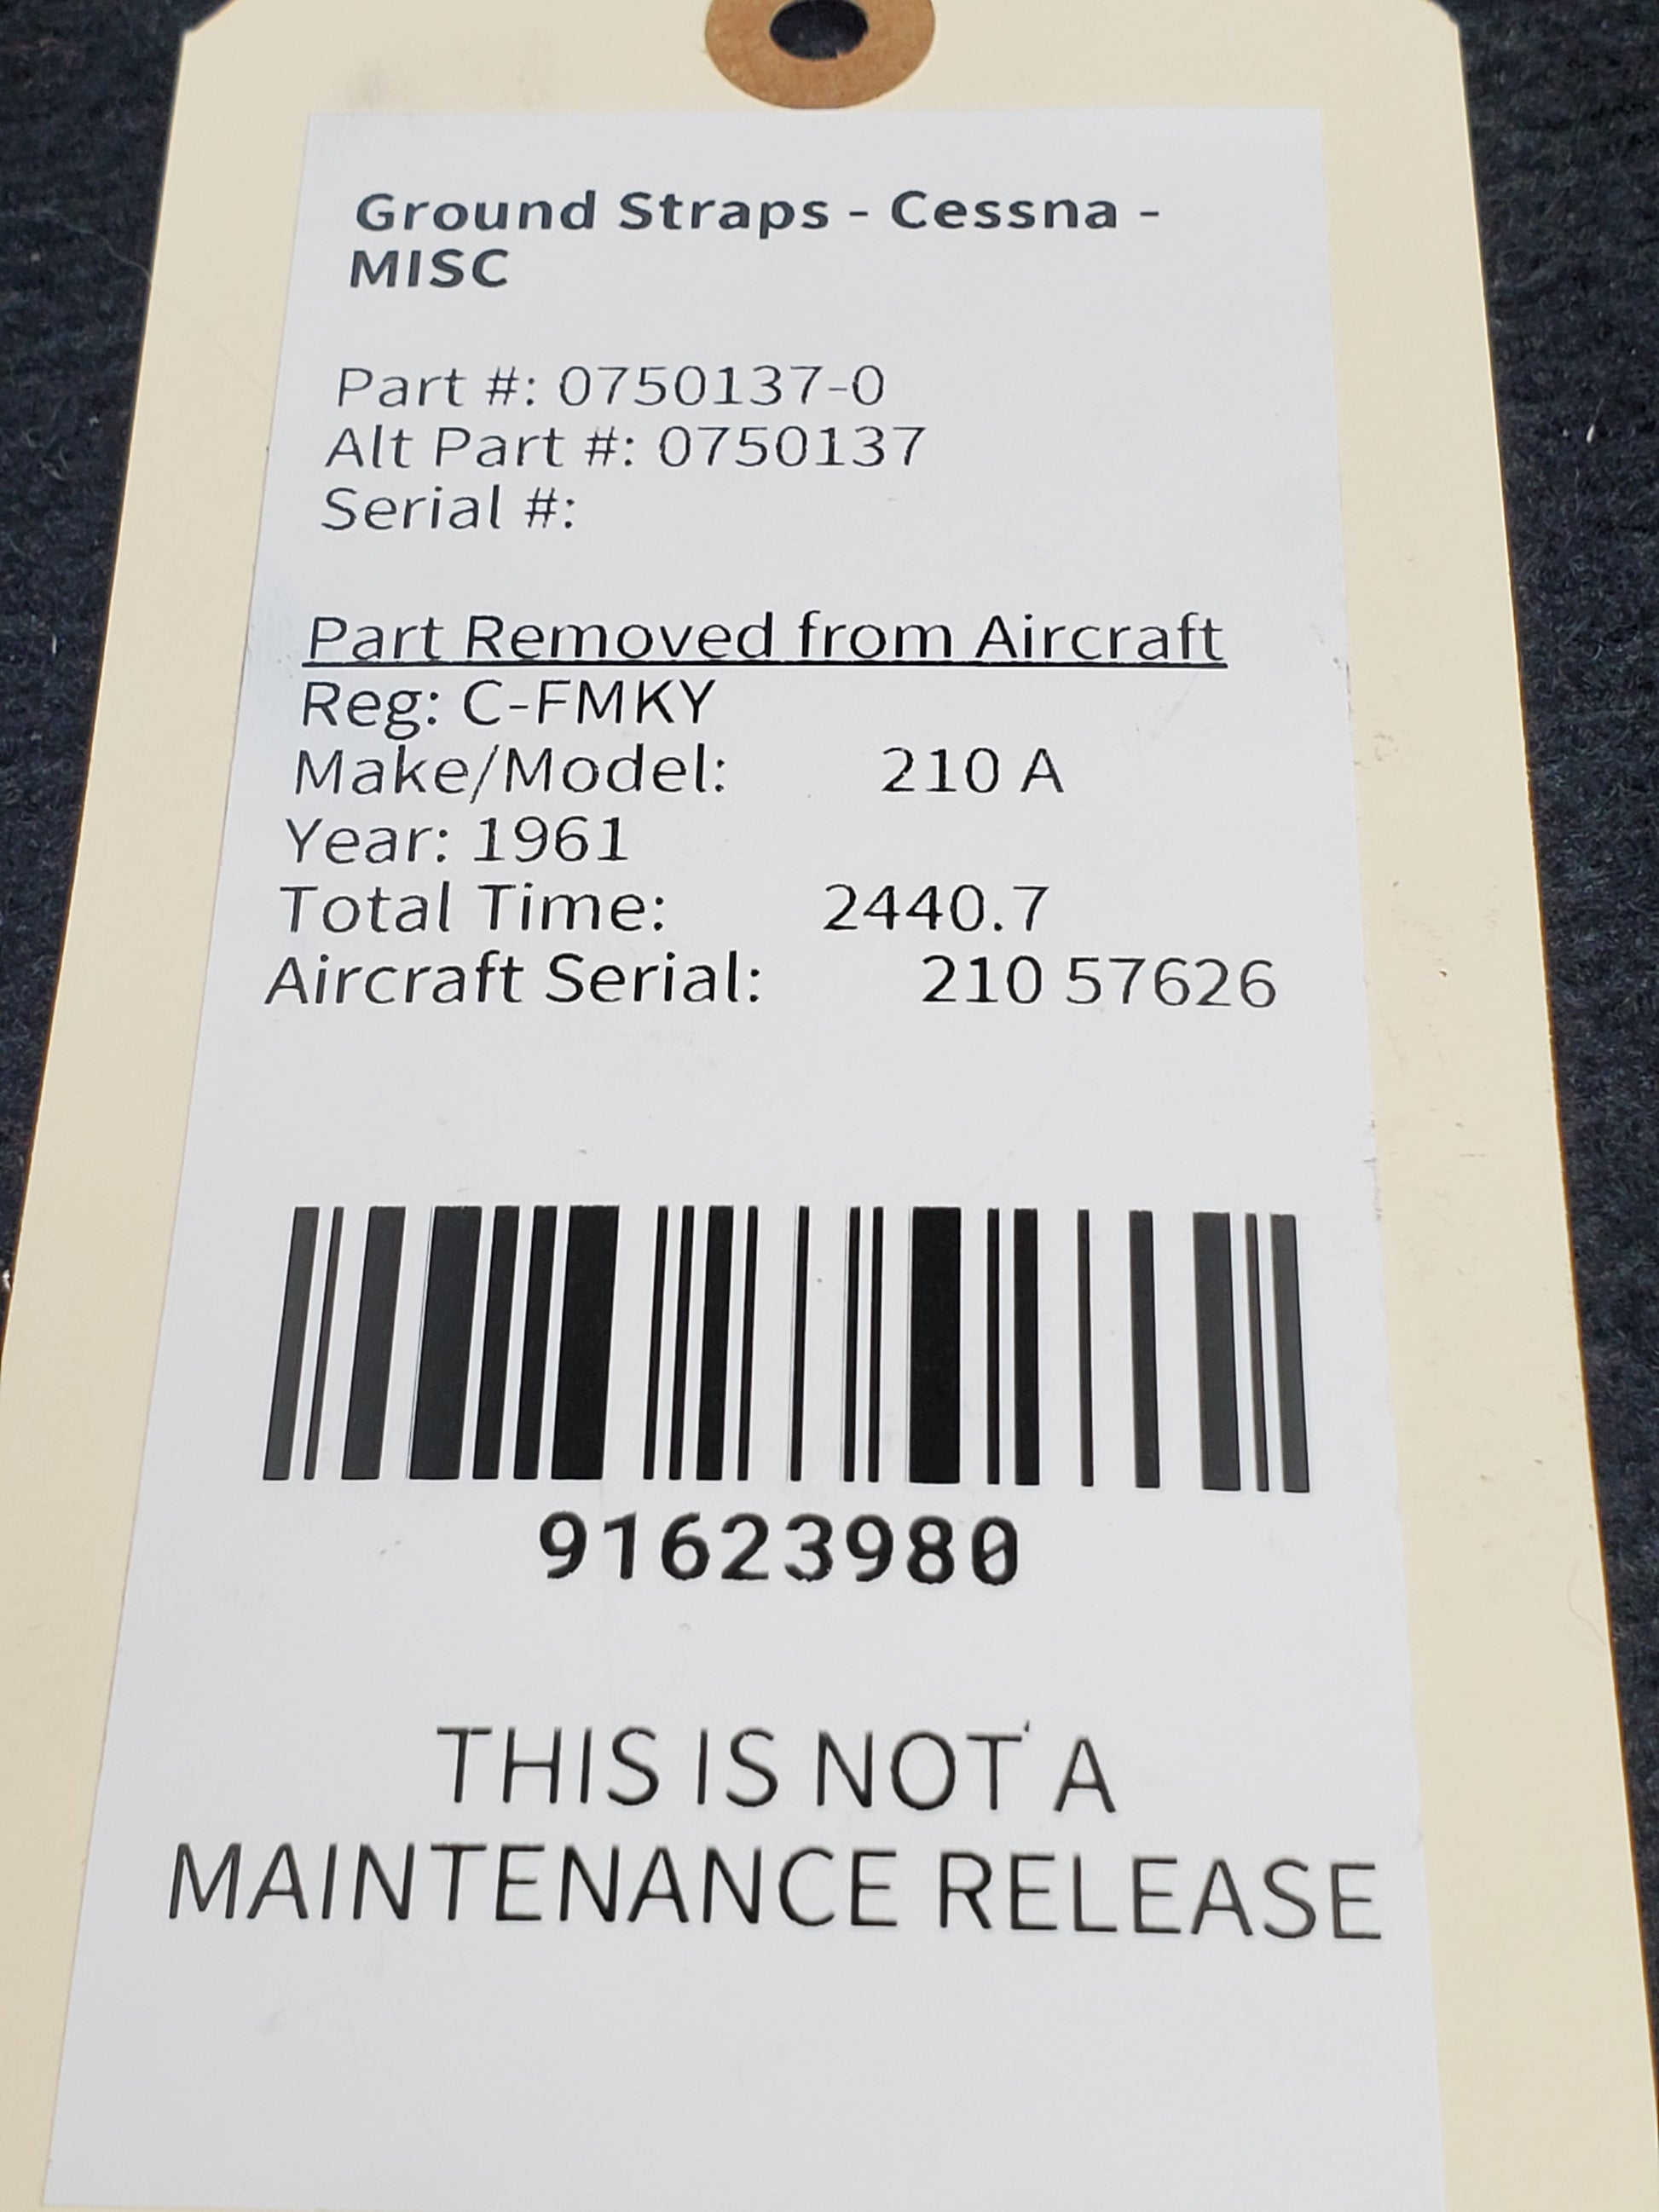 Ground Straps - Cessna -
MISC
Part #: 0750137-0
Alt Part #: 0750137
Serial #:
Part Removed from Aircraft
Reg: C-FMKY
Make/Model: 210 A
Year: 1961
Total Time: 2440.7
Aircraft Serial: 210 57626
91623980
THIS IS NOT A
MAINTENANCE RELEASE